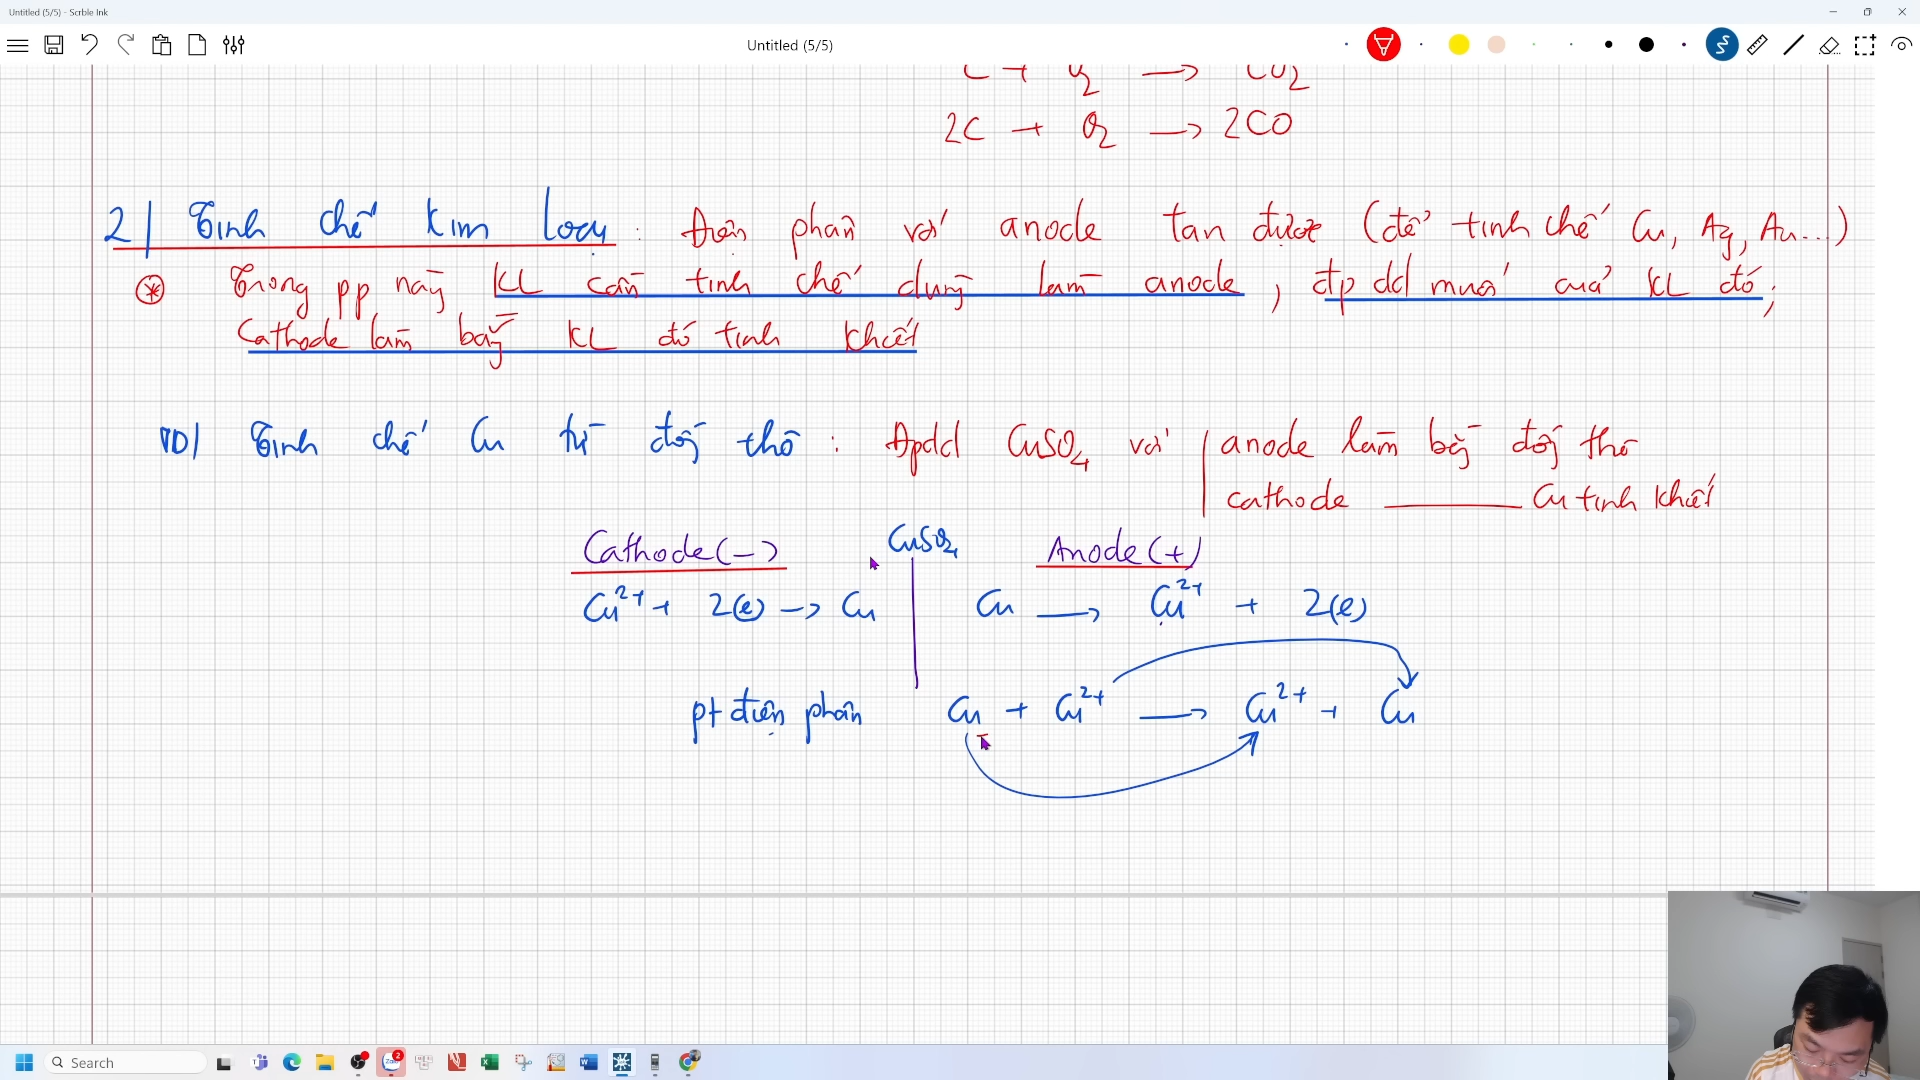 Untitled (5/5) - Scrble Ink
Untitled (5/5)
C + O2 → CO2
2C + O2 → 2CO
2/ Tinh chế kim loại : Điện phân với anode tan được (để tinh chế Cu, Ag, Au...)
* Trong pp này KL cần tinh chế dùng làm anode, đp dd muối của KL đó;
Cathode làm bằng KL đó tinh khiết
VD/ Tinh chế Cu từ đồng thô : Đpdd CuSO4 với anode làm bằng đồng thô
cathode ——— Cu tinh khiết
Cathode (-) CuSO4 Anode (+)
Cu2+ + 2(e) → Cu Cu → Cu2+ + 2(e)
pt điện phân Cu + Cu2+ → Cu2+ + Cu
Search